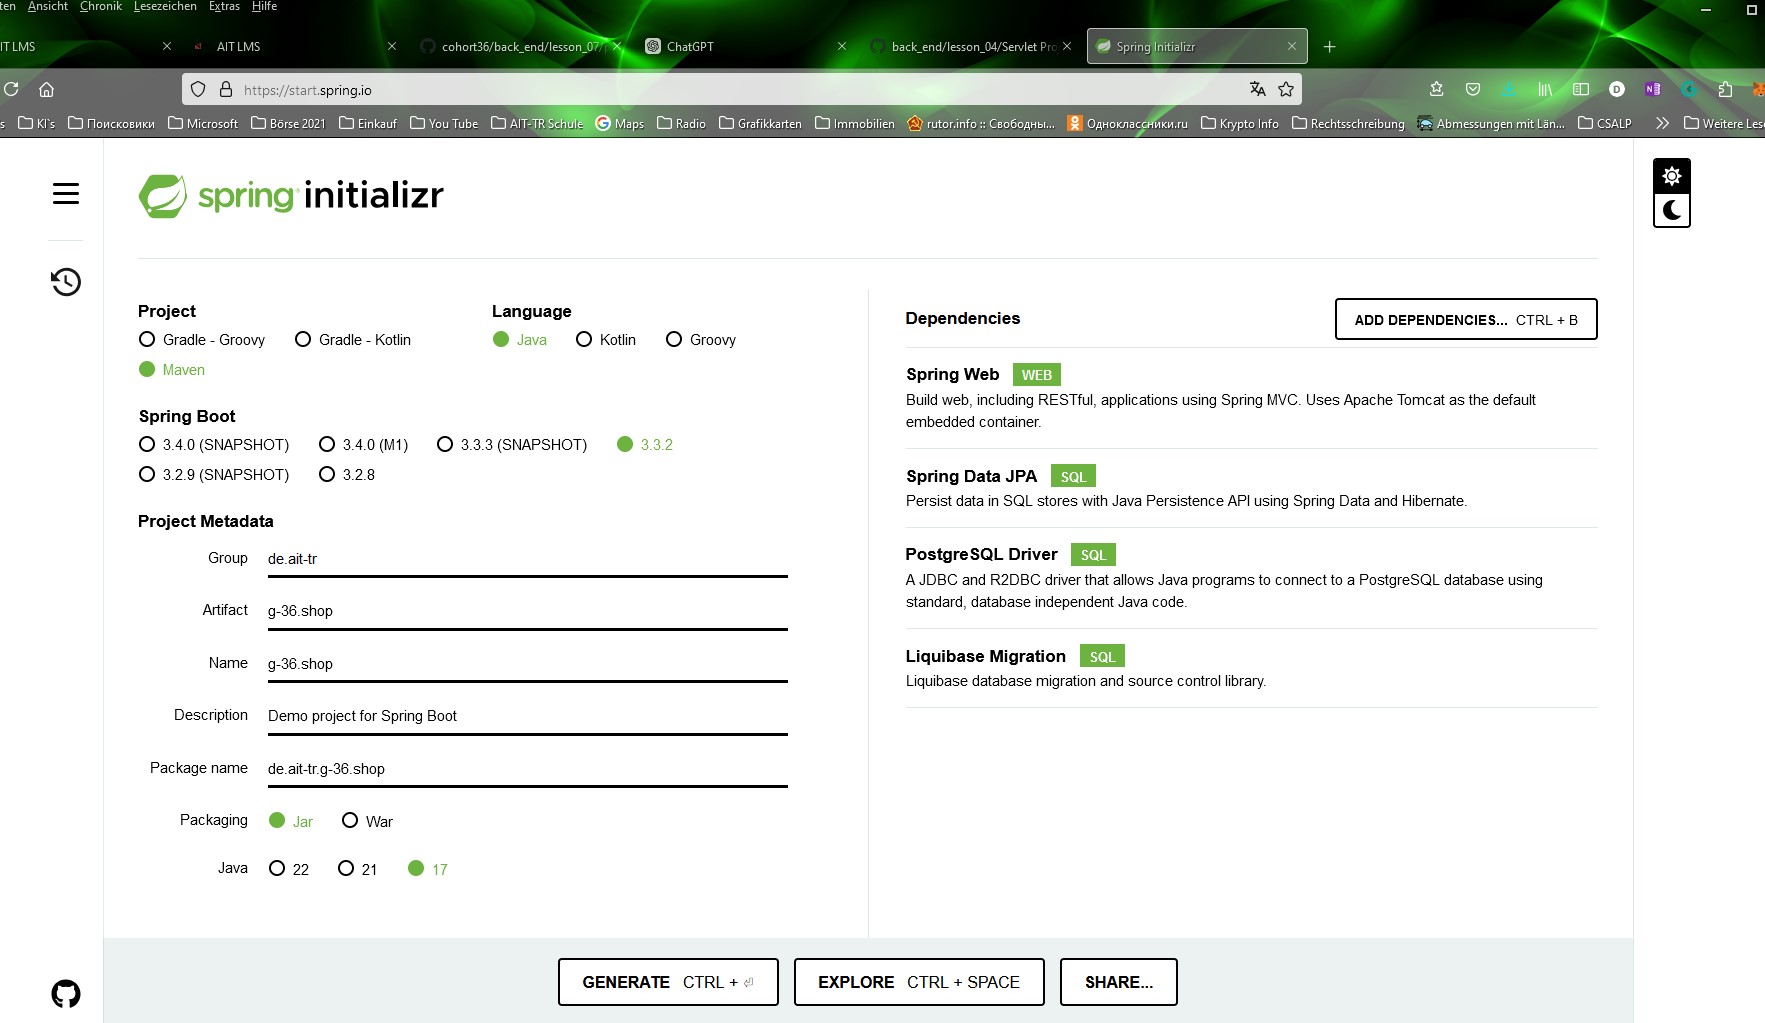 ten Ansicht Chronik Lesezeichen Extras Hilfe
IT LMS AIT LMS cohort36/back_end/lesson_07/ ChatGPT back_end/lesson_04/Servlet Pro Spring Initializr
https://start.spring.io
s KI's Поисковики Microsoft Börse 2021 Einkauf You Tube AIT-TR Schule Maps Radio Grafikkarten Immobilien rutor.info :: Свободны... Одноклассники.ru Krypto Info Rechtsschreibung Abmessungen mit Län... CSALP Weitere Lese
spring initializr
Project
Gradle - Groovy Gradle - Kotlin
Maven
Language
Java Kotlin Groovy
Spring Boot
3.4.0 (SNAPSHOT) 3.4.0 (M1) 3.3.3 (SNAPSHOT) 3.3.2
3.2.9 (SNAPSHOT) 3.2.8
Project Metadata
Group de.ait-tr
Artifact g-36.shop
Name g-36.shop
Description Demo project for Spring Boot
Package name de.ait-tr.g-36.shop
Packaging Jar War
Java 22 21 17
Dependencies ADD DEPENDENCIES... CTRL + B
Spring Web WEB
Build web, including RESTful, applications using Spring MVC. Uses Apache Tomcat as the default
embedded container.
Spring Data JPA SQL
Persist data in SQL stores with Java Persistence API using Spring Data and Hibernate.
PostgreSQL Driver SQL
A JDBC and R2DBC driver that allows Java programs to connect to a PostgreSQL database using
standard, database independent Java code.
Liquibase Migration SQL
Liquibase database migration and source control library.
GENERATE CTRL + ⏎ EXPLORE CTRL + SPACE SHARE...